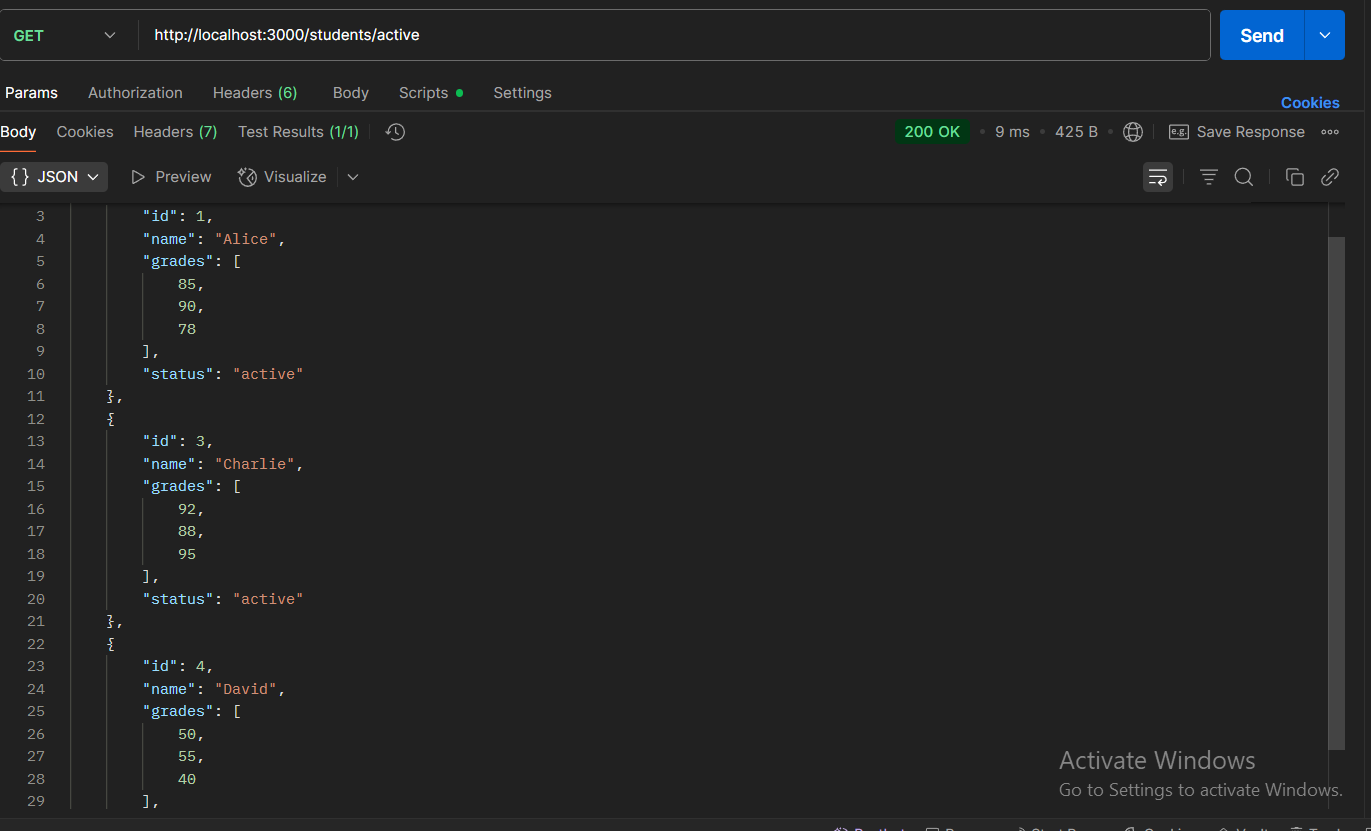 GET http://localhost:3000/students/active Send
Params Authorization Headers (6) Body Scripts Settings
Cookies
Body Cookies Headers (7) Test Results (1/1) 200 OK • 9 ms • 425 B • e.g. Save Response
{} JSON Preview Visualize
3 "id": 1,
4 "name": "Alice",
5 "grades": [
6 85,
7 90,
8 78
9 ],
10 "status": "active"
11 },
12 {
13 "id": 3,
14 "name": "Charlie",
15 "grades": [
16 92,
17 88,
18 95
19 ],
20 "status": "active"
21 },
22 {
23 "id": 4,
24 "name": "David",
25 "grades": [
26 50,
27 55,
28 40
29 ],
Activate Windows
Go to Settings to activate Windows.